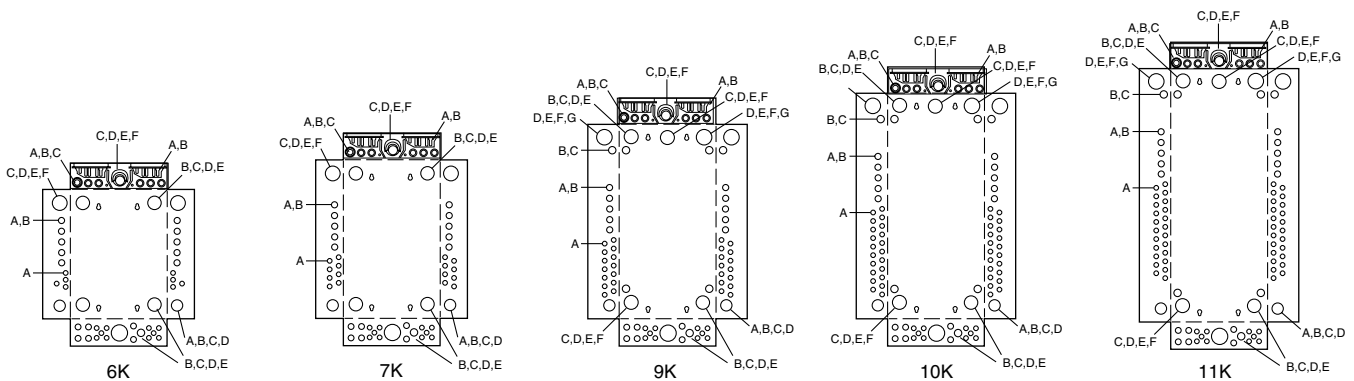 C,D,E,F
A,B,C
A,B
C,D,E,F
B,C,D,E
A,B
A
A,B,C,D
B,C,D,E
6K
C,D,E,F
A,B,C
A,B
C,D,E,F
B,C,D,E
A,B
A
A,B,C,D
B,C,D,E
7K
C,D,E,F
A,B,C
A,B
B,C,D,E
C,D,E,F
D,E,F,G
D,E,F,G
B,C
A,B
A
C,D,E,F
A,B,C,D
B,C,D,E
9K
C,D,E,F
A,B,C
A,B
B,C,D,E
C,D,E,F
D,E,F,G
B,C
A,B
A
C,D,E,F
A,B,C,D
B,C,D,E
10K
C,D,E,F
A,B,C
A,B
B,C,D,E
C,D,E,F
D,E,F,G
D,E,F,G
B,C
A,B
A
C,D,E,F
A,B,C,D
B,C,D,E
11K